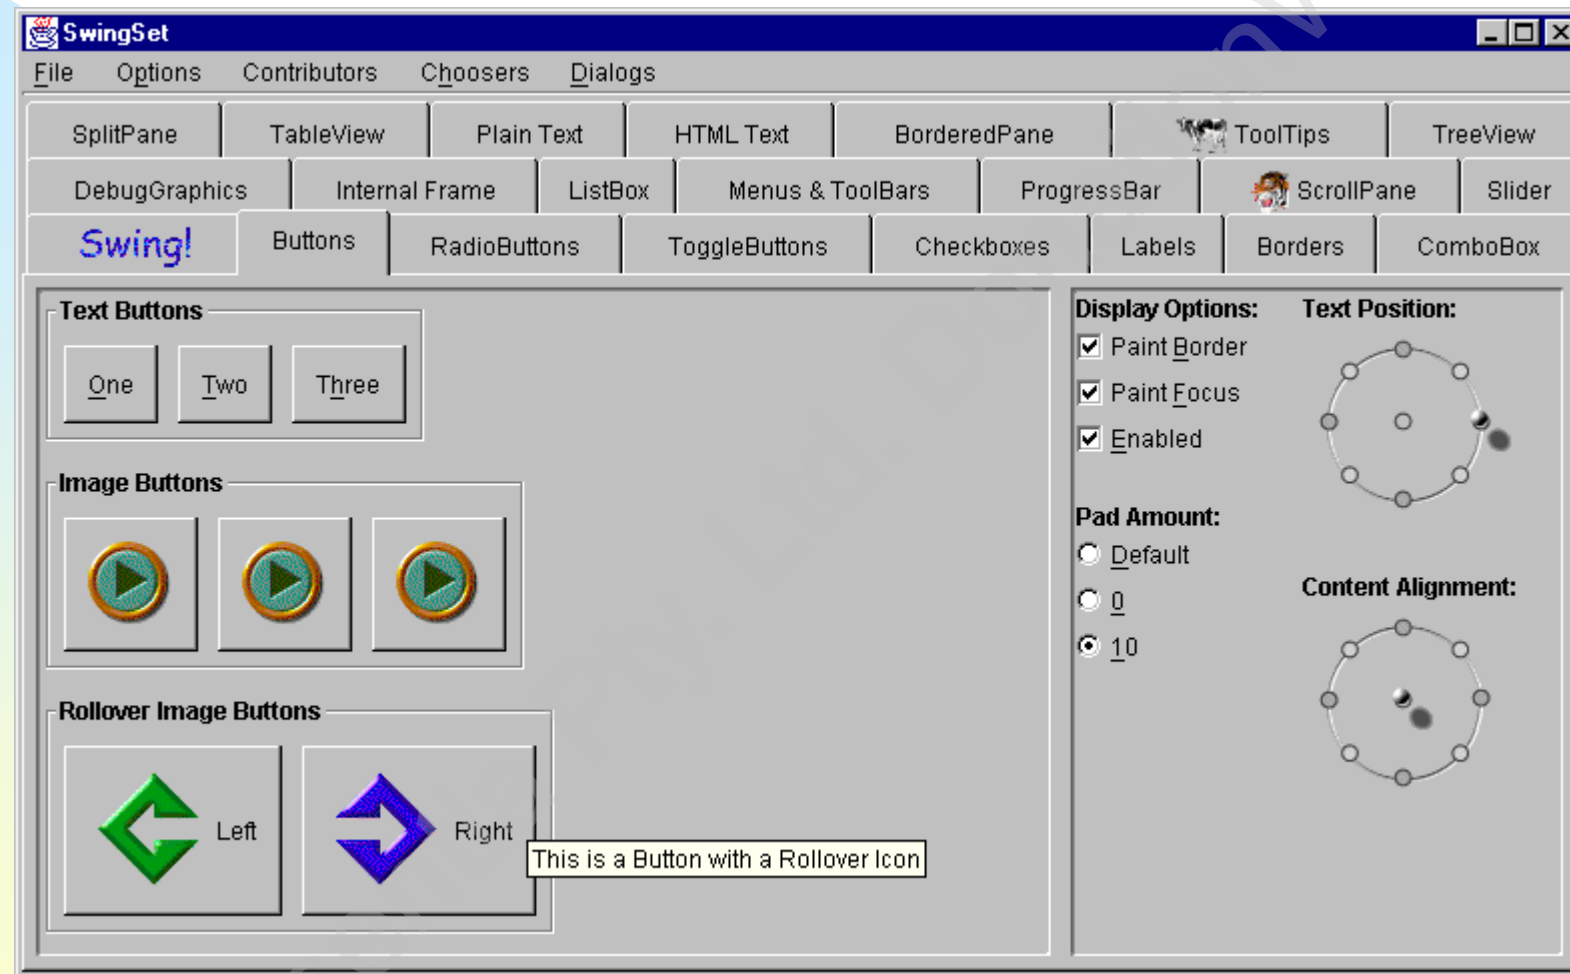 SwingSet
File Options Contributors Choosers Dialogs
SplitPane TableView Plain Text HTML Text BorderedPane ToolTips TreeView
DebugGraphics Internal Frame ListBox Menus & ToolBars ProgressBar ScrollPane Slider
Swing! Buttons RadioButtons ToggleButtons Checkboxes Labels Borders ComboBox
Text Buttons
One Two Three
Image Buttons
Rollover Image Buttons
Left Right
This is a Button with a Rollover Icon
Display Options:
Paint Border
Paint Focus
Enabled
Pad Amount:
Default
0
10
Text Position:
Content Alignment: